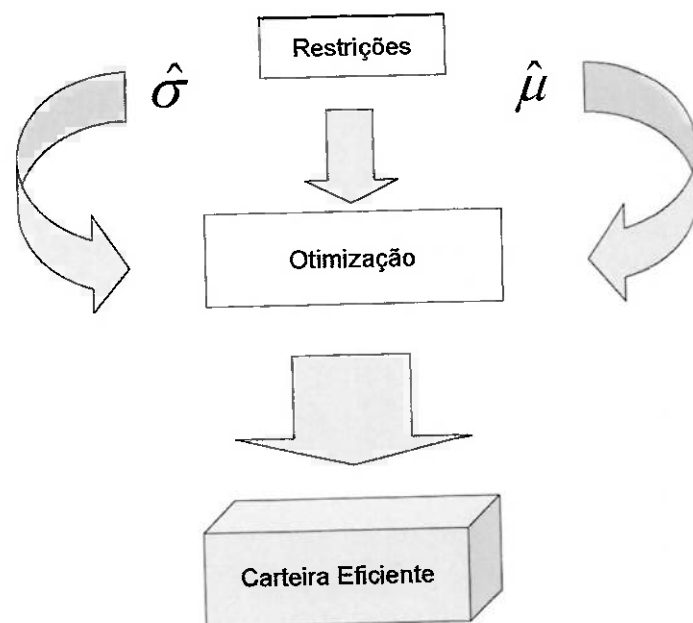 Restrições
σ̂
μ̂
Otimização
Carteira Eficiente